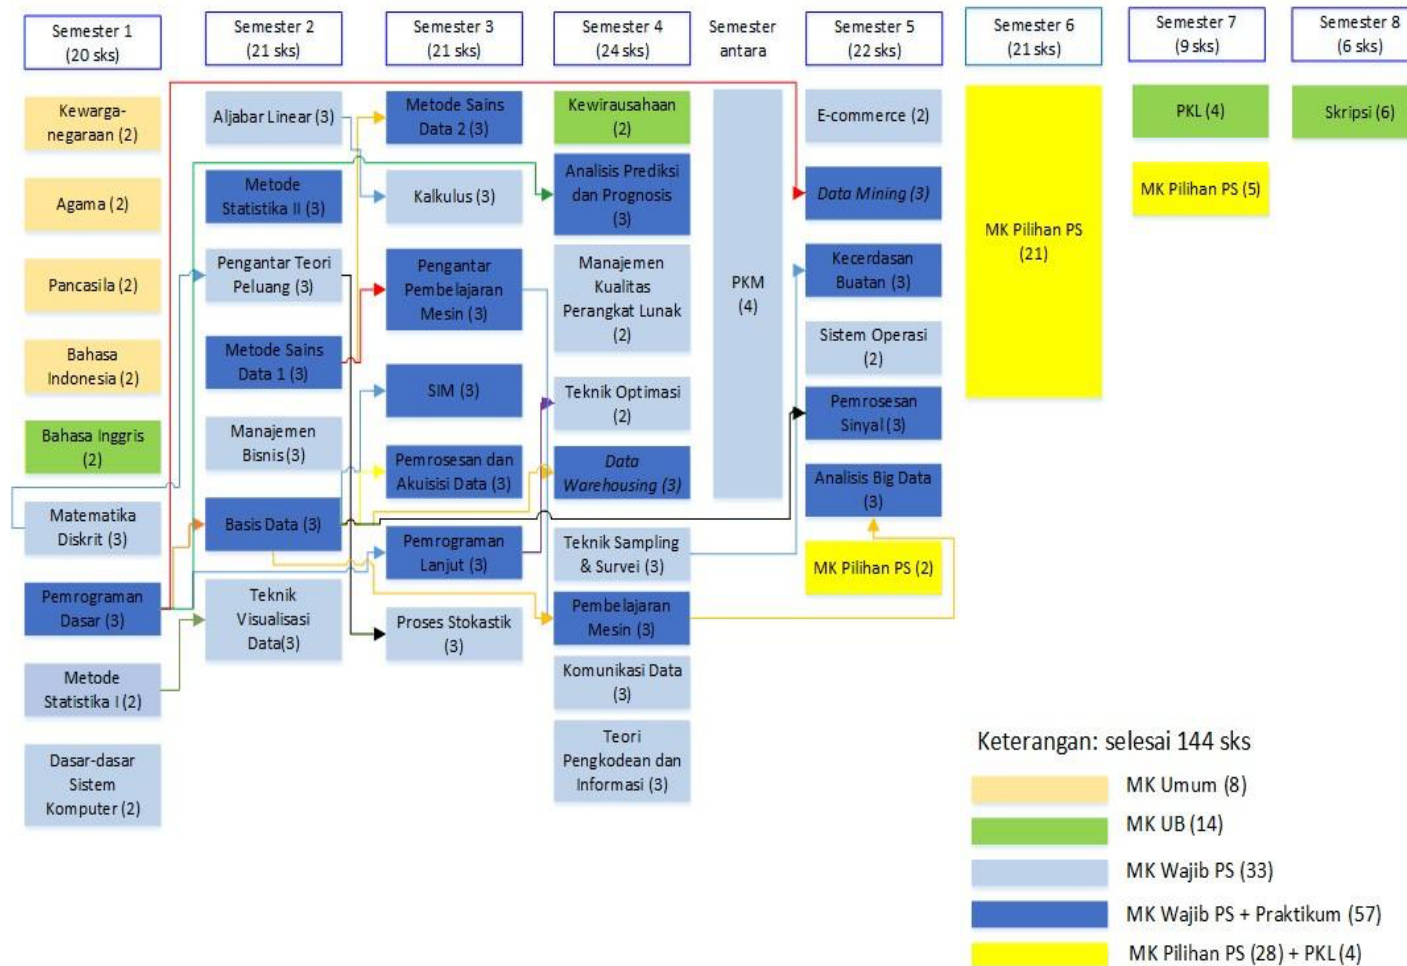 Semester 1
(20 sks)
Semester 2
(21 sks)
Semester 3
(21 sks)
Semester 4
(24 sks)
Semester
antara
Semester 5
(22 sks)
Semester 6
(21 sks)
Semester 7
(9 sks)
Semester 8
(6 sks)
Kewarga-
negaraan (2)
Agama (2)
Pancasila (2)
Bahasa
Indonesia (2)
Bahasa Inggris
(2)
Matematika
Diskrit (3)
Pemrograman
Dasar (3)
Metode
Statistika I (2)
Dasar-dasar
Sistem
Komputer (2)
Aljabar Linear (3)
Metode
Statistika II (3)
Pengantar Teori
Peluang (3)
Metode Sains
Data 1 (3)
Manajemen
Bisnis (3)
Basis Data (3)
Teknik
Visualisasi
Data(3)
Metode Sains
Data 2 (3)
Kalkulus (3)
Pengantar
Pembelajaran
Mesin (3)
SIM (3)
Pemrosesan dan
Akuisisi Data (3)
Pemrograman
Lanjut (3)
Proses Stokastik
(3)
Kewirausahaan
(2)
Analisis Prediksi
dan Prognosis
(3)
Manajemen
Kualitas
Perangkat Lunak
(2)
Teknik Optimasi
(2)
Data
Warehousing (3)
Teknik Sampling
& Survei (3)
Pembelajaran
Mesin (3)
Komunikasi Data
(3)
Teori
Pengkodean dan
Informasi (3)
PKM
(4)
E-commerce (2)
Data Mining (3)
Kecerdasan
Buatan (3)
Sistem Operasi
(2)
Pemrosesan
Sinyal (3)
Analisis Big Data
(3)
MK Pilihan PS (2)
MK Pilihan PS
(21)
PKL (4)
MK Pilihan PS (5)
Skripsi (6)
Keterangan: selesai 144 sks
MK Umum (8)
MK UB (14)
MK Wajib PS (33)
MK Wajib PS + Praktikum (57)
MK Pilihan PS (28) + PKL (4)